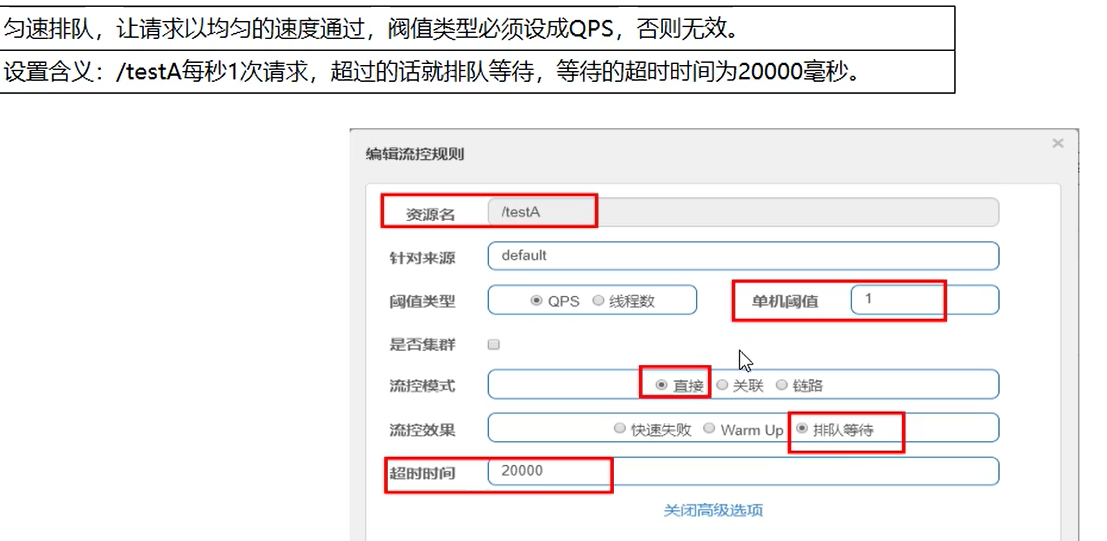 匀速排队，让请求以均匀的速度通过，阀值类型必须设成QPS，否则无效。
设置含义：/testA每秒1次请求，超过的话就排队等待，等待的超时时间为20000毫秒。
编辑流控规则
×
资源名 /testA
针对来源 default
阈值类型 QPS 线程数 单机阈值 1
是否集群
流控模式 直接 关联 链路
流控效果 快速失败 Warm Up 排队等待
超时时间 20000
关闭高级选项